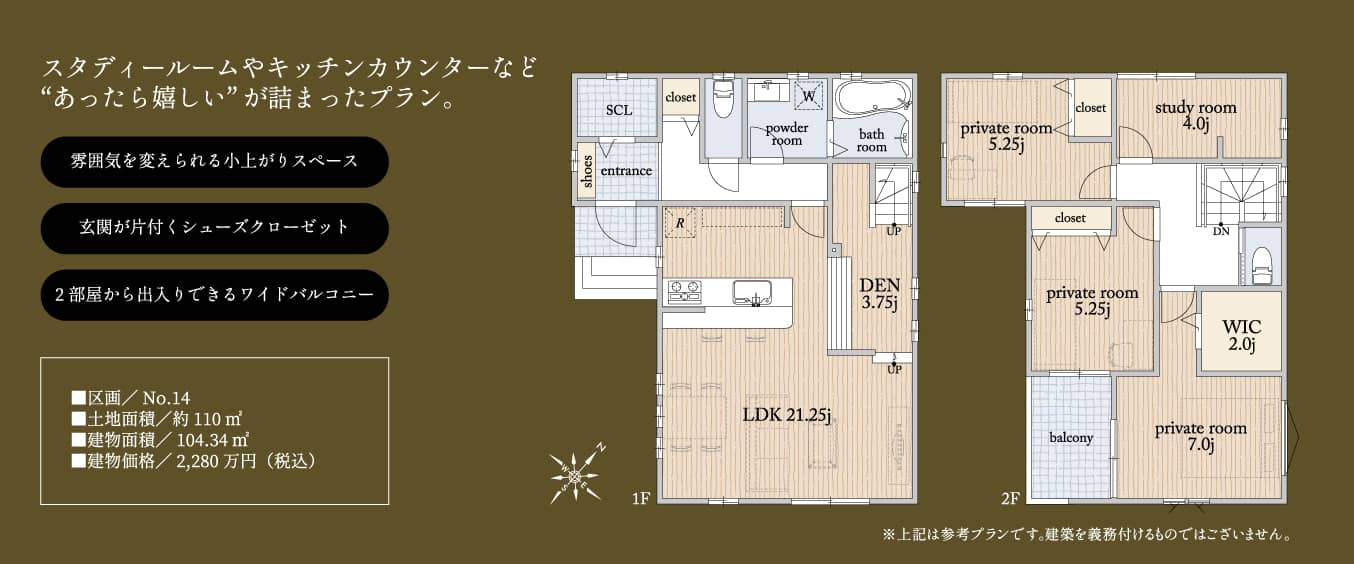 スタディールームやキッチンカウンターなど
“あったら嬉しい” が詰まったプラン。
雰囲気を変えられる小上がりスペース
玄関が片付くシューズクローゼット
2 部屋から出入りできるワイドバルコニー
■区画／ No.14
■土地面積／約 110 ㎡
■建物面積／ 104.34 ㎡
■建物価格／ 2,280 万円（税込）
SCL
closet
W
powder
room
bath
room
shoes
entrance
R
UP
DEN
3.75j
UP
LDK 21.25j
N
W
E
S
1F
private room
5.25j
closet
study room
4.0j
closet
DN
private room
5.25j
WIC
2.0j
balcony
private room
7.0j
2F
※上記は参考プランです。建築を義務付けるものではございません。